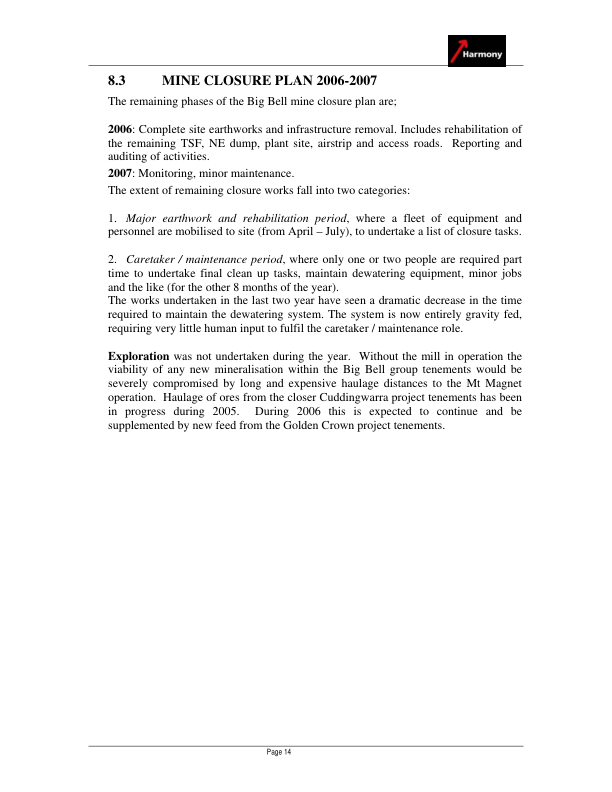 Harmony
8.3 MINE CLOSURE PLAN 2006-2007
The remaining phases of the Big Bell mine closure plan are;
2006: Complete site earthworks and infrastructure removal. Includes rehabilitation of
the remaining TSF, NE dump, plant site, airstrip and access roads. Reporting and
auditing of activities.
2007: Monitoring, minor maintenance.
The extent of remaining closure works fall into two categories:
1. Major earthwork and rehabilitation period, where a fleet of equipment and
personnel are mobilised to site (from April – July), to undertake a list of closure tasks.
2. Caretaker / maintenance period, where only one or two people are required part
time to undertake final clean up tasks, maintain dewatering equipment, minor jobs
and the like (for the other 8 months of the year).
The works undertaken in the last two year have seen a dramatic decrease in the time
required to maintain the dewatering system. The system is now entirely gravity fed,
requiring very little human input to fulfil the caretaker / maintenance role.
Exploration was not undertaken during the year. Without the mill in operation the
viability of any new mineralisation within the Big Bell group tenements would be
severely compromised by long and expensive haulage distances to the Mt Magnet
operation. Haulage of ores from the closer Cuddingwarra project tenements has been
in progress during 2005. During 2006 this is expected to continue and be
supplemented by new feed from the Golden Crown project tenements.
Page 14